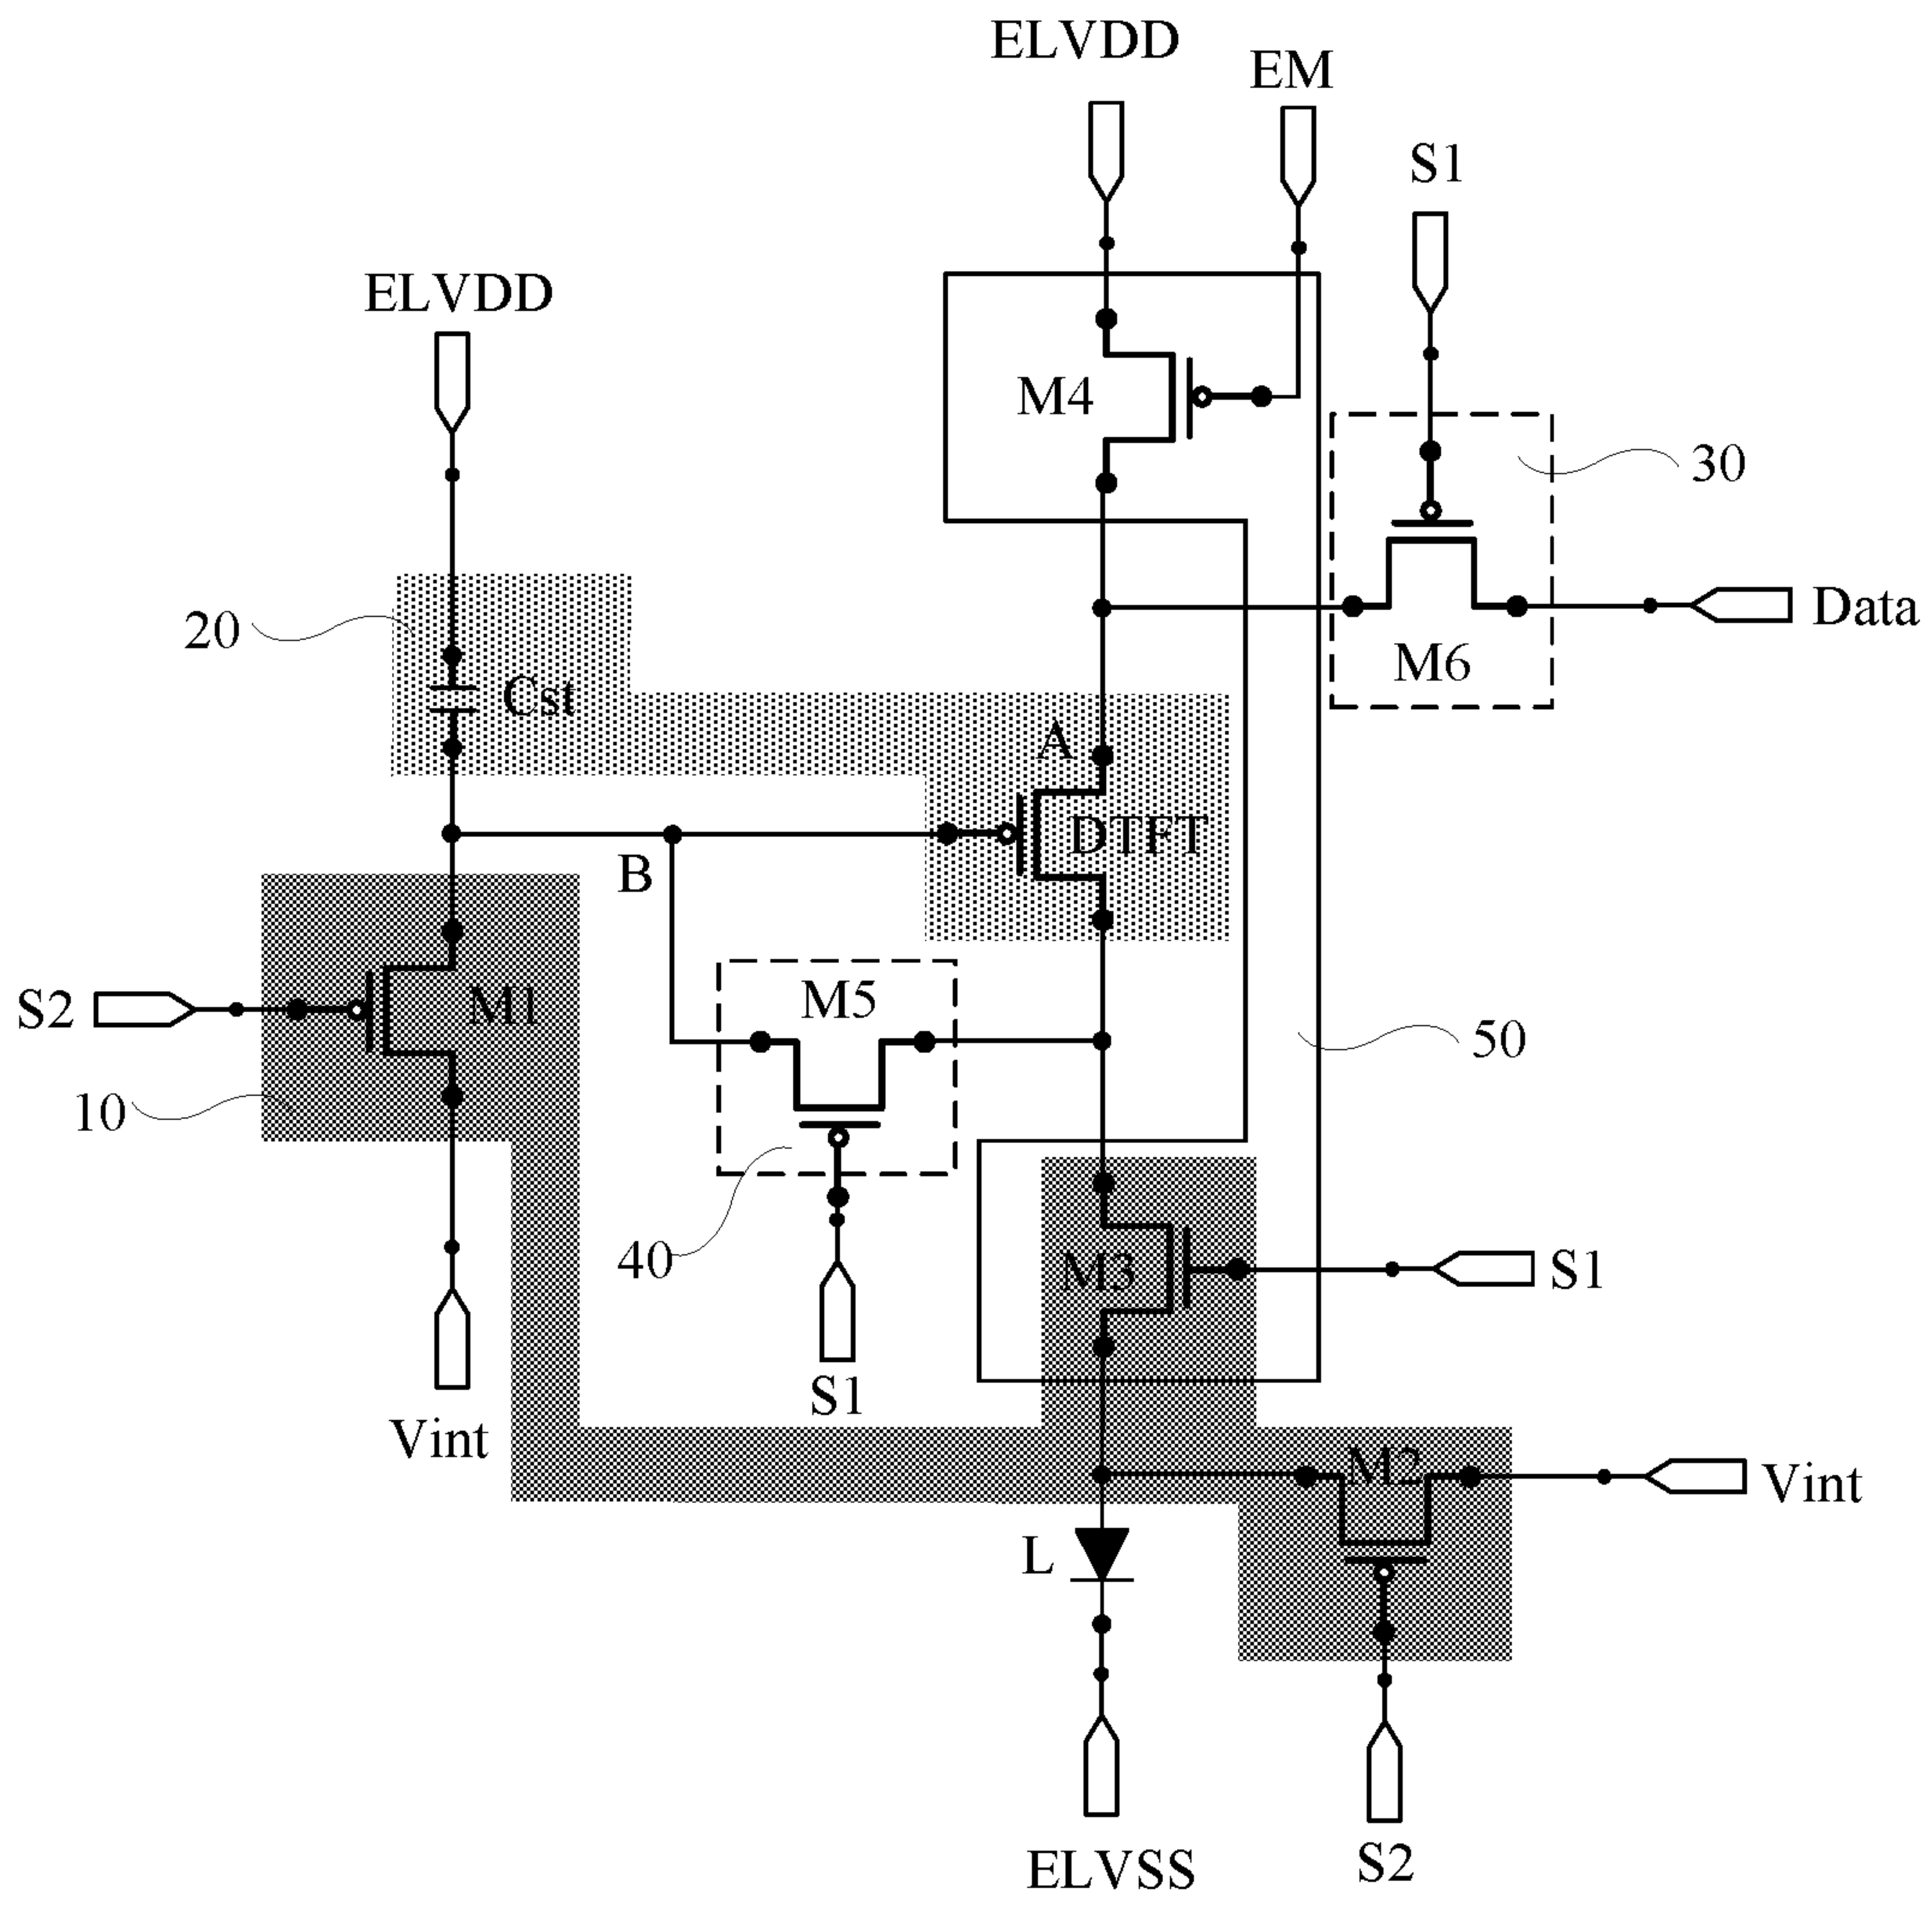 ELVDD
EM
S1
ELVDD
M4
30
20
Cst
Data
M6
A
DTFT
B
M5
S2
M1
50
10
40
M3
S1
S1
Vint
M2
Vint
L
ELVSS
S2